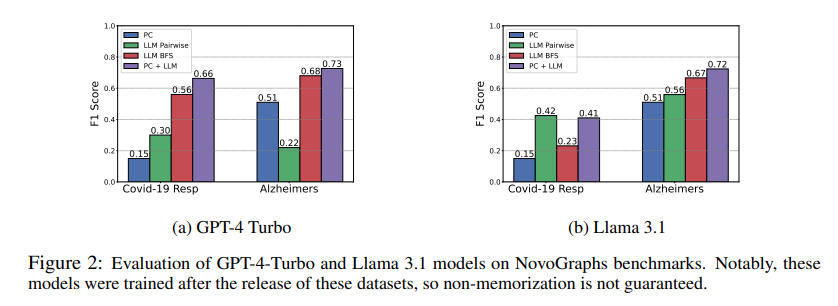 1.0
0.8
0.6
0.4
0.2
0.0
F1 Score
PC
LLM Pairwise
LLM BFS
PC + LLM
0.15
0.30
0.56
0.66
0.51
0.22
0.68
0.73
Covid-19 Resp
Alzheimers
(a) GPT-4 Turbo
1.0
0.8
0.6
0.4
0.2
0.0
F1 Score
PC
LLM Pairwise
LLM BFS
PC + LLM
0.15
0.42
0.23
0.41
0.51
0.56
0.67
0.72
Covid-19 Resp
Alzheimers
(b) Llama 3.1
Figure 2: Evaluation of GPT-4-Turbo and Llama 3.1 models on NovoGraphs benchmarks. Notably, these
models were trained after the release of these datasets, so non-memorization is not guaranteed.